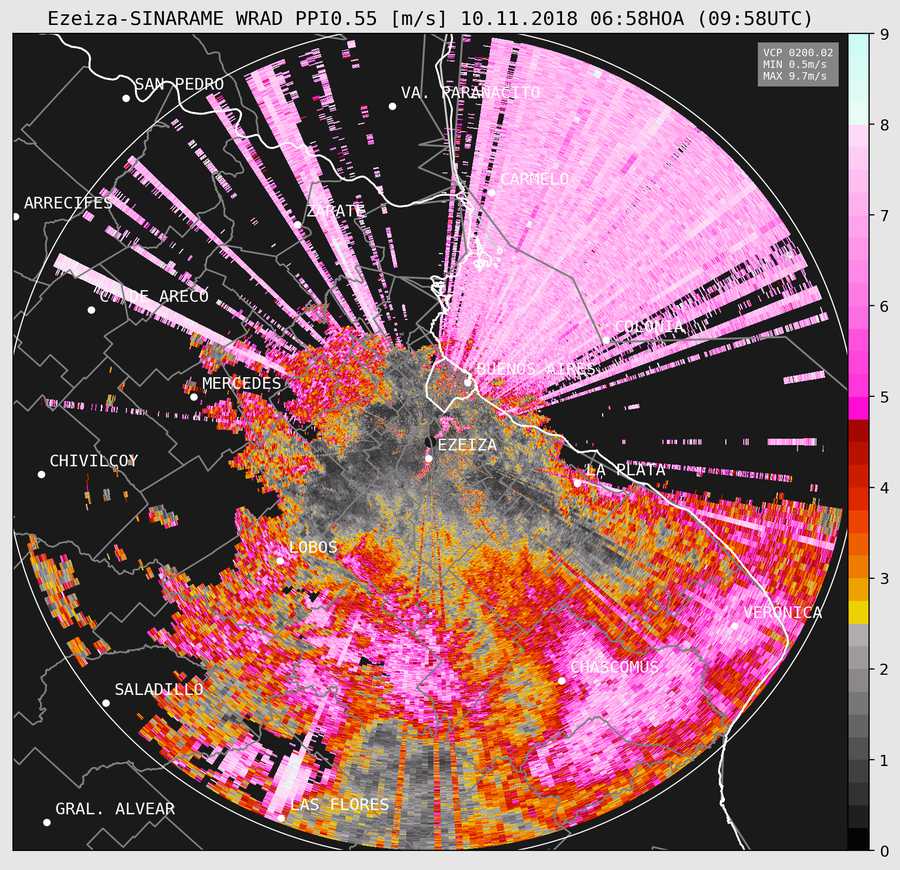 Ezeiza-SINARAME WRAD PPI0.55 [m/s] 10.11.2018 06:58HOA (09:58UTC)
VCP 0200.02
MIN 0.5m/s
MAX 9.7m/s
SAN PEDRO
VA. PARANACITO
CARMELO
ARRECIFES
ZARATE
COLONIA
BUENOS AIRES
MERCEDES
EZEIZA
CHIVILCOY
LA PLATA
LOBOS
VERONICA
CHASCOMUS
SALADILLO
LAS FLORES
GRAL. ALVEAR
9
8
7
6
5
4
3
2
1
0